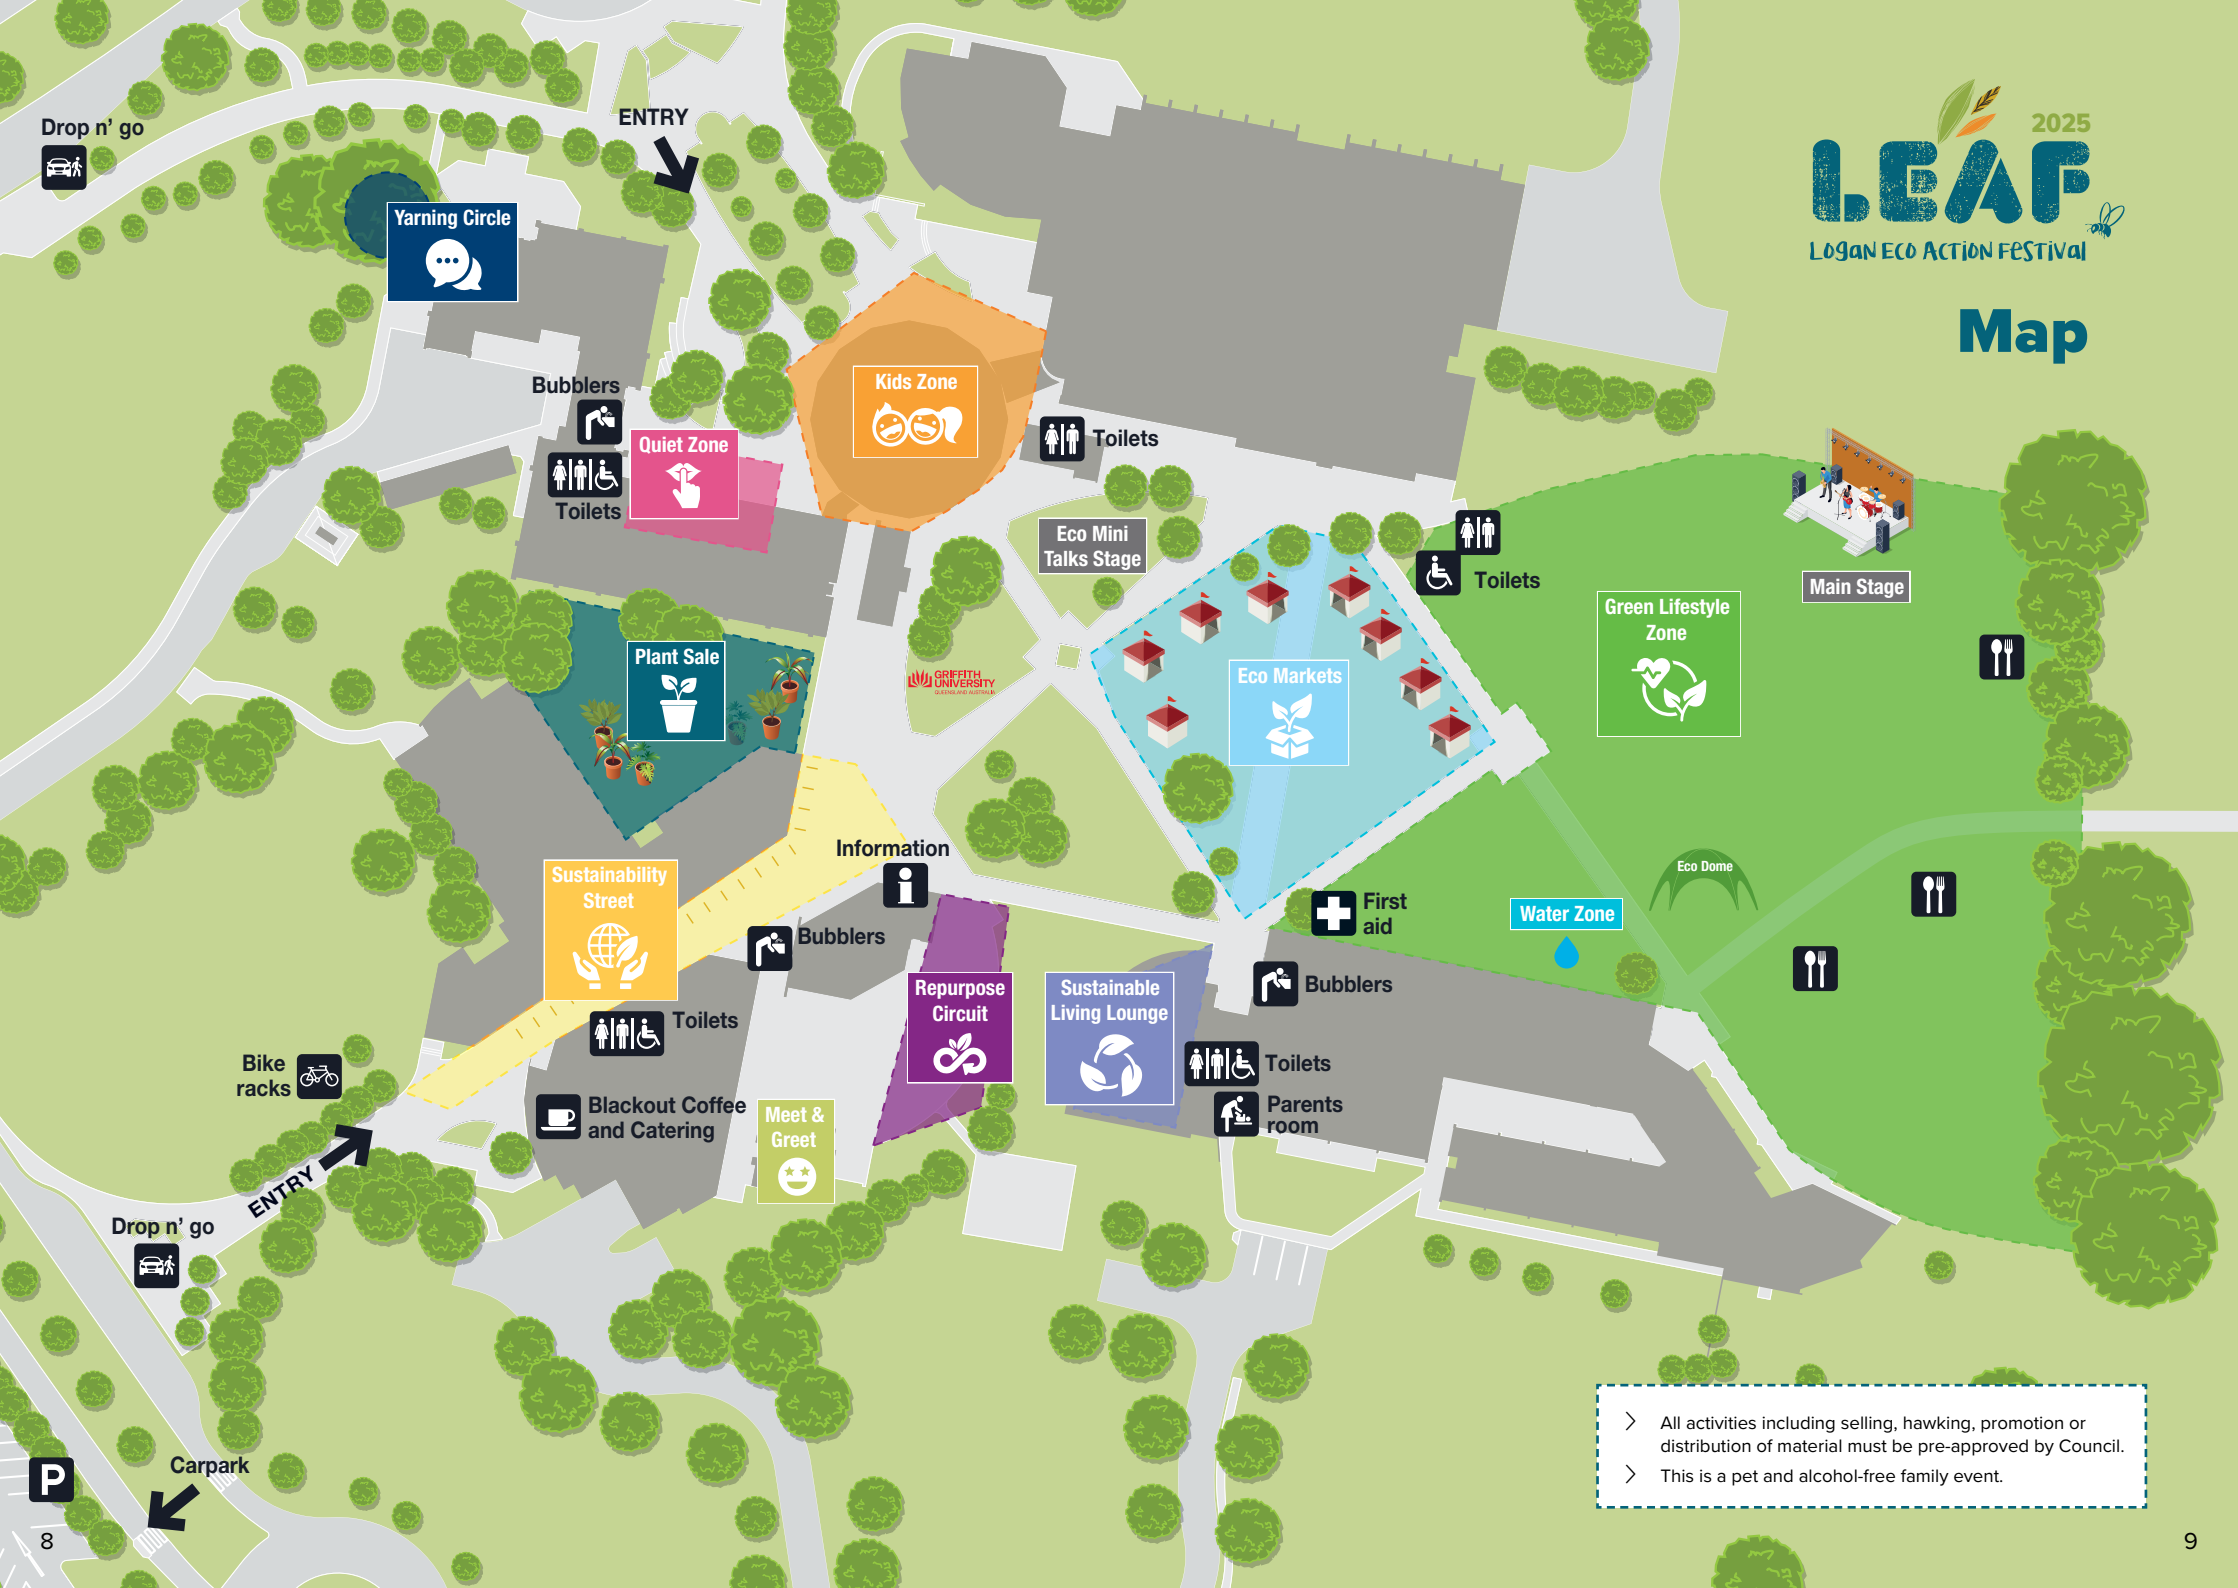 2025
LEAF
LOGAN ECO ACTION FESTIVAL
Map
ENTRY
Drop n' go
Yarning Circle
Bubblers
Kids Zone
Quiet Zone
Toilets
Toilets
Eco Mini
Talks Stage
Toilets
Main Stage
Green Lifestyle
Zone
Plant Sale
GRIFFITH
UNIVERSITY
QUEENSLAND AUSTRALIA
Eco Markets
Information
Sustainability
Street
Eco Dome
First
aid
Water Zone
Bubblers
Repurpose
Circuit
Sustainable
Living Lounge
Bubblers
Toilets
Toilets
Bike
racks
Blackout Coffee
and Catering
Meet &
Greet
Parents
room
ENTRY
Drop n' go
Carpark
P
> All activities including selling, hawking, promotion or
distribution of material must be pre-approved by Council.
> This is a pet and alcohol-free family event.
8
9